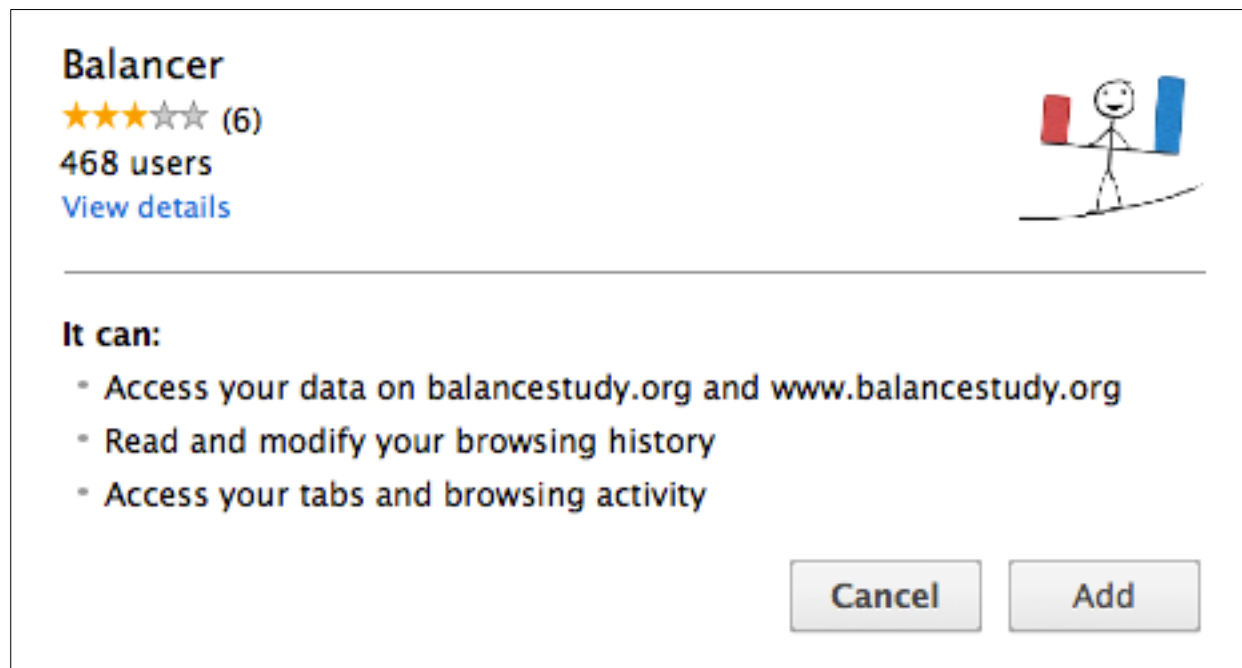 Balancer
(6)
468 users
View details
It can:
Access your data on balancestudy.org and www.balancestudy.org
Read and modify your browsing history
Access your tabs and browsing activity
Cancel
Add